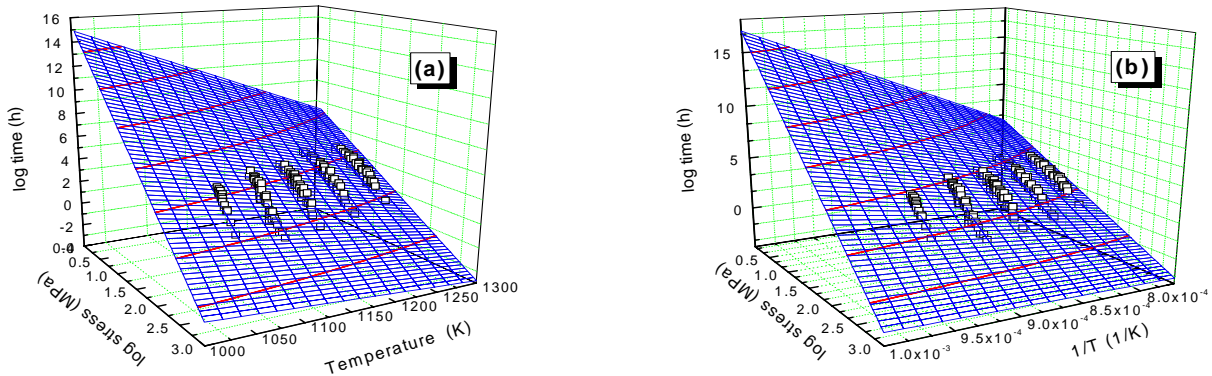 (a)
16
14
12
10
8
6
4
2
0
-2
-4
log time (h)
0.0
0.5
1.0
1.5
2.0
2.5
3.0
log stress (MPa)
1000
1050
1100
1150
1200
1250
1300
Temperature (K)
(b)
15
10
5
0
log time (h)
0.5
1.0
1.5
2.0
2.5
3.0
log stress (MPa)
1.0x10⁻³
9.5x10⁻⁴
9.0x10⁻⁴
8.5x10⁻⁴
8.0x10⁻⁴
1/T (1/K)